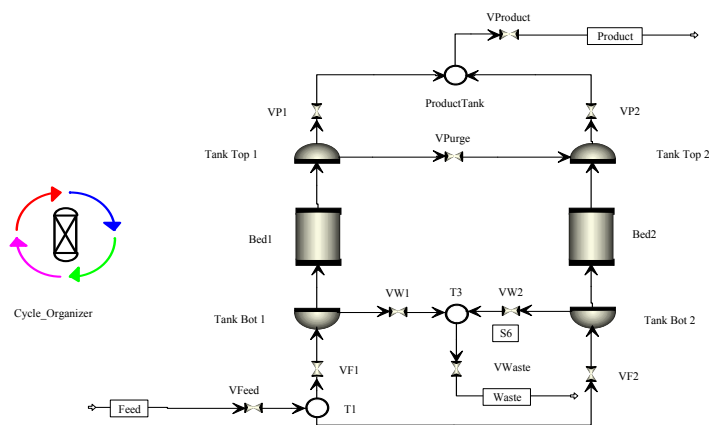 VProduct
Product
ProductTank
VP1
VP2
VPurge
Tank Top 1
Tank Top 2
Bed1
Bed2
Cycle_Organizer
VW1
T3
VW2
Tank Bot 1
S6
Tank Bot 2
VF1
VWaste
VF2
VFeed
Waste
Feed
T1